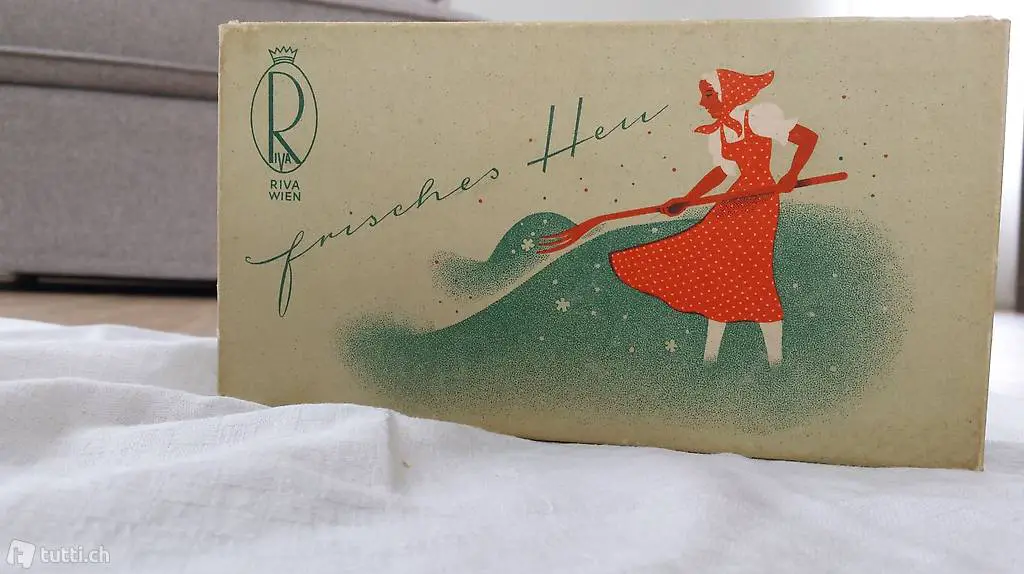 RIVA
RIVA
WIEN
frisches Heu
tutti.ch